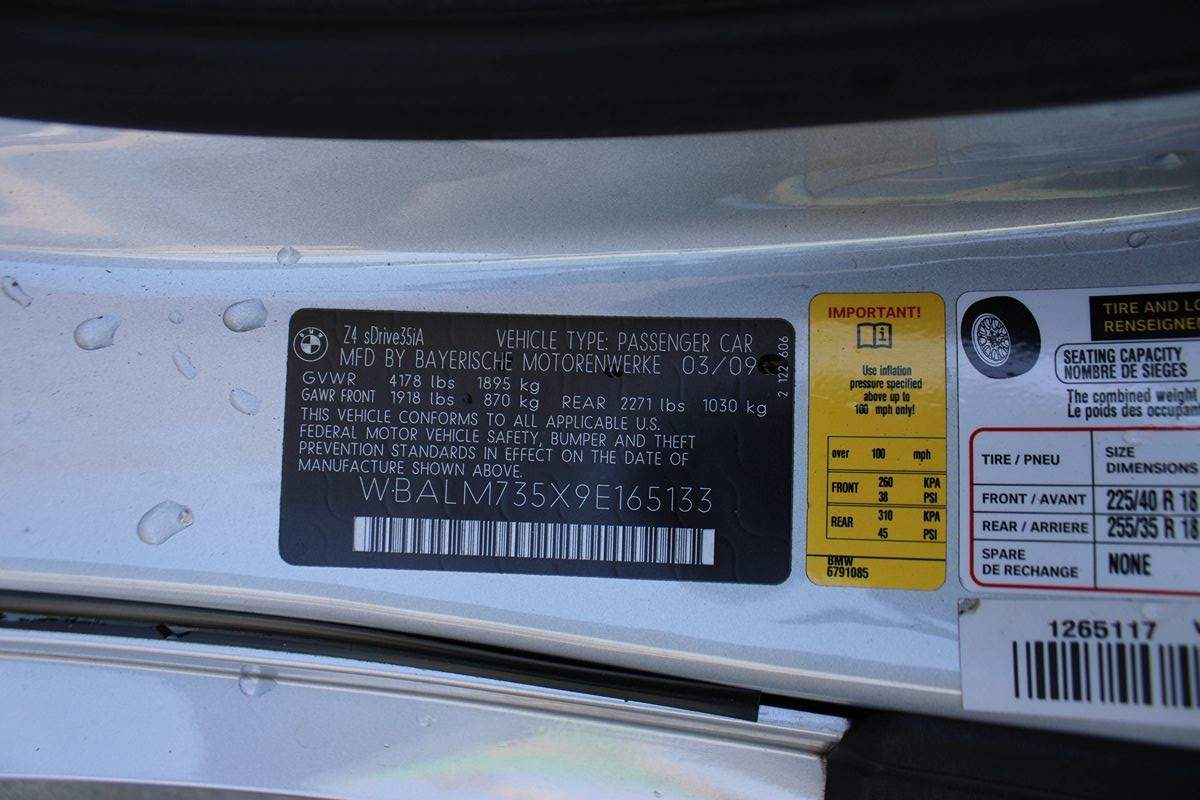 BMW
Z4 sDrive35iA VEHICLE TYPE: PASSENGER CAR
MFD BY BAYERISCHE MOTORENWERKE 03/09
GVWR 4178 lbs 1895 kg
GAWR FRONT 1918 lbs 870 kg REAR 2271 lbs 1030 kg
THIS VEHICLE CONFORMS TO ALL APPLICABLE U.S.
FEDERAL MOTOR VEHICLE SAFETY, BUMPER AND THEFT
PREVENTION STANDARDS IN EFFECT ON THE DATE OF
MANUFACTURE SHOWN ABOVE.
WBALM735X9E165133
2 122 606
IMPORTANT!
Use inflation
pressure specified
above up to
100 mph only!
over 100 mph
FRONT 260 KPA
38 PSI
REAR 310 KPA
45 PSI
BMW
6791085
TIRE AND LO
RENSEIGNE
SEATING CAPACITY
NOMBRE DE SIEGES
The combined weight
Le poids des occupan
TIRE / PNEU SIZE
DIMENSIONS
FRONT / AVANT 225/40 R 18
REAR / ARRIERE 255/35 R 18
SPARE
DE RECHANGE NONE
1265117